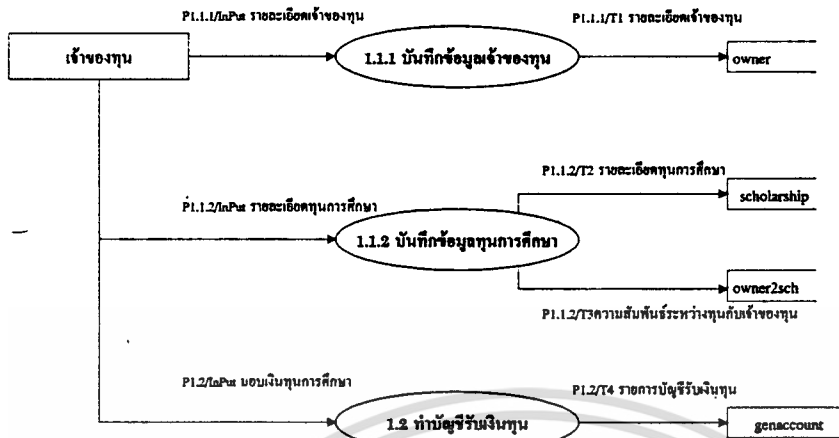 P1.1.1/InPut รายละเอียดเจ้าของทุน
P1.1.1/T1 รายละเอียดเจ้าของทุน
เจ้าของทุน
1.1.1 บันทึกข้อมูลเจ้าของทุน
owner
P1.1.2/T2 รายละเอียดทุนการศึกษา
scholarship
P1.1.2/InPut รายละเอียดทุนการศึกษา
1.1.2 บันทึกข้อมูลทุนการศึกษา
owner2sch
P1.1.2/T3ความสัมพันธ์ระหว่างทุนกับเจ้าของทุน
P1.2/InPut มอบเงินทุนการศึกษา
P1.2/T4 รายการบัญชีรับเงินทุน
1.2 ทำบัญชีรับเงินทุน
genaccount